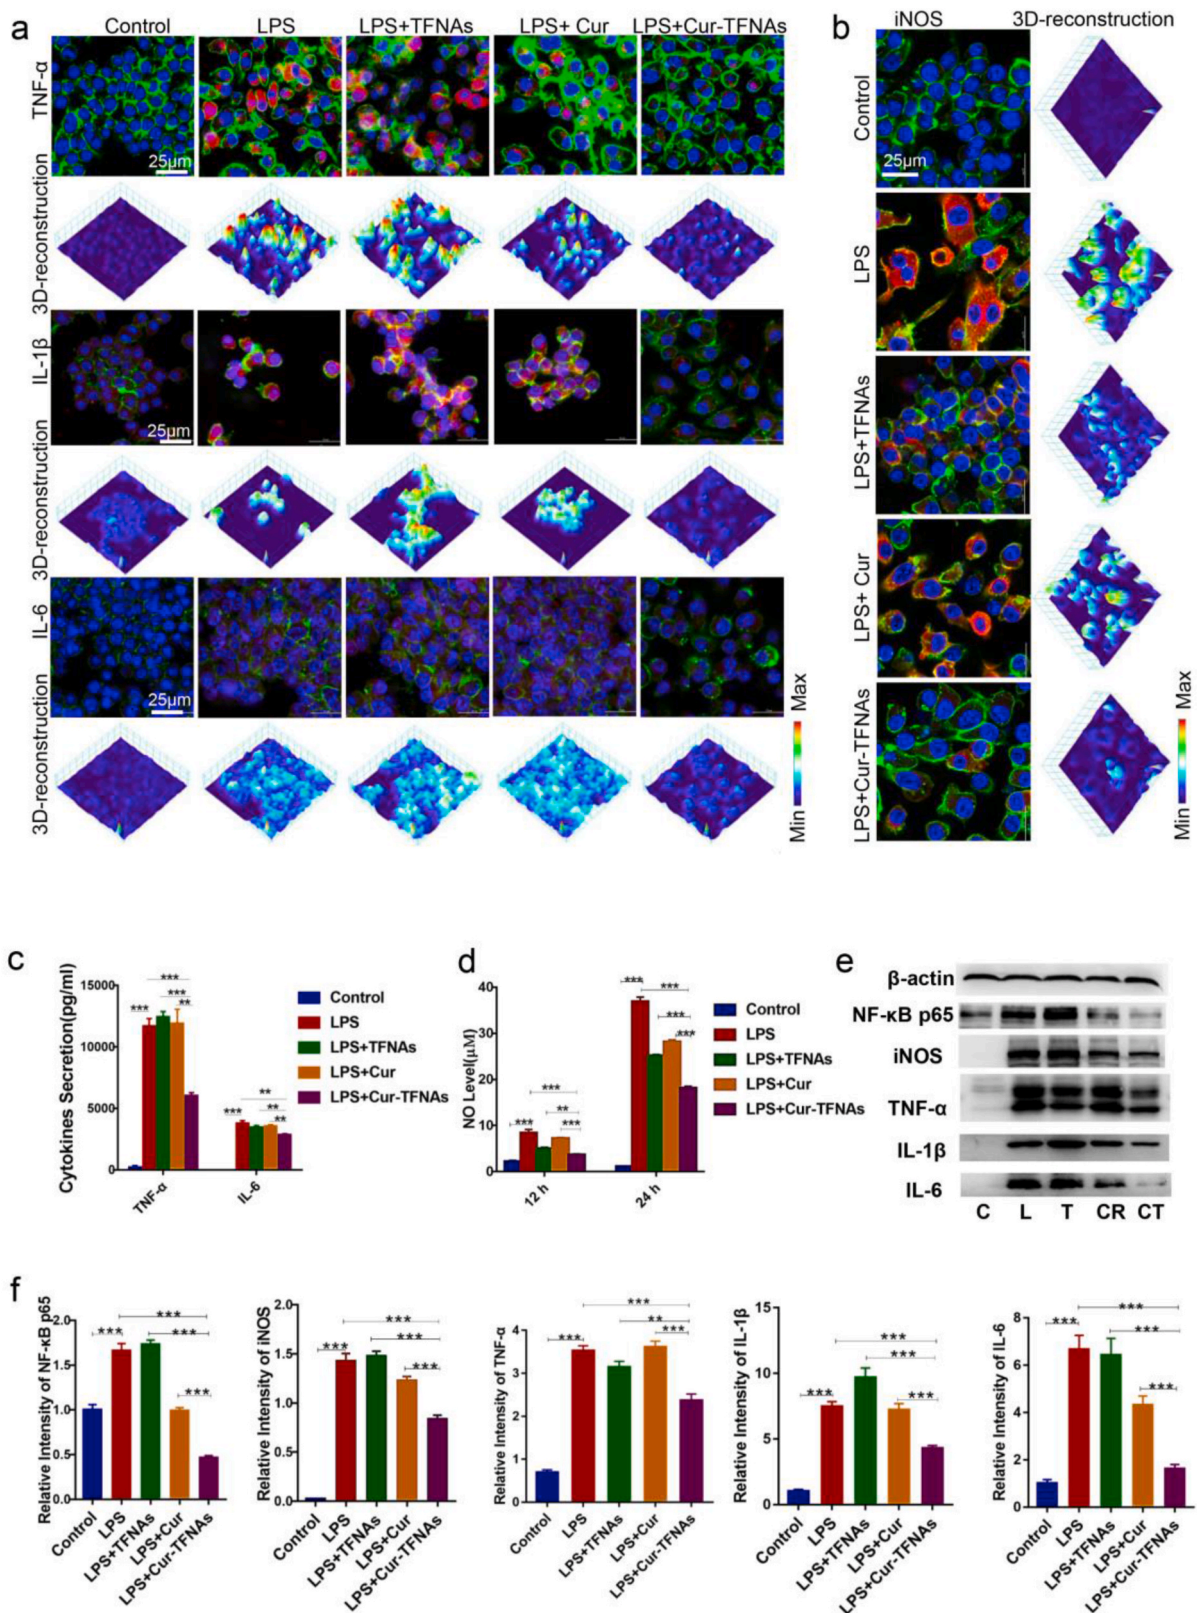 a
Control
LPS
LPS+TFNAs
LPS+ Cur
LPS+Cur-TFNAs
TNF-α
25μm
3D-reconstruction
IL-1β
25μm
3D-reconstruction
IL-6
25μm
3D-reconstruction
Min
Max
b
iNOS
3D-reconstruction
Control
25μm
LPS
LPS+TFNAs
LPS+ Cur
LPS+Cur-TFNAs
Min
Max
c
Cytokines Secretion(pg/ml)
15000
10000
5000
0
***
***
***
**
***
**
**
**
TNF-α
IL-6
Control
LPS
LPS+TFNAs
LPS+Cur
LPS+Cur-TFNAs
d
NO Level(μM)
40
30
20
10
0
***
***
**
***
***
***
***
***
12 h
24 h
Control
LPS
LPS+TFNAs
LPS+Cur
LPS+Cur-TFNAs
e
β-actin
NF-κB p65
iNOS
TNF-α
IL-1β
IL-6
C L T CR CT
f
Relative Intensity of NF-κB p65
2.0
1.5
1.0
0.5
0.0
***
***
***
***
Control
LPS
LPS+TFNAs
LPS+Cur
LPS+Cur-TFNAs
Relative Intensity of iNOS
2.0
1.5
1.0
0.5
0.0
***
***
***
***
Control
LPS
LPS+TFNAs
LPS+Cur
LPS+Cur-TFNAs
Relative Intensity of TNF-α
4
3
2
1
0
***
***
**
***
Control
LPS
LPS+TFNAs
LPS+Cur
LPS+Cur-TFNAs
Relative Intensity of IL-1β
15
10
5
0
***
***
***
***
Control
LPS
LPS+TFNAs
LPS+Cur
LPS+Cur-TFNAs
Relative Intensity of IL-6
8
6
4
2
0
***
***
***
***
Control
LPS
LPS+TFNAs
LPS+Cur
LPS+Cur-TFNAs